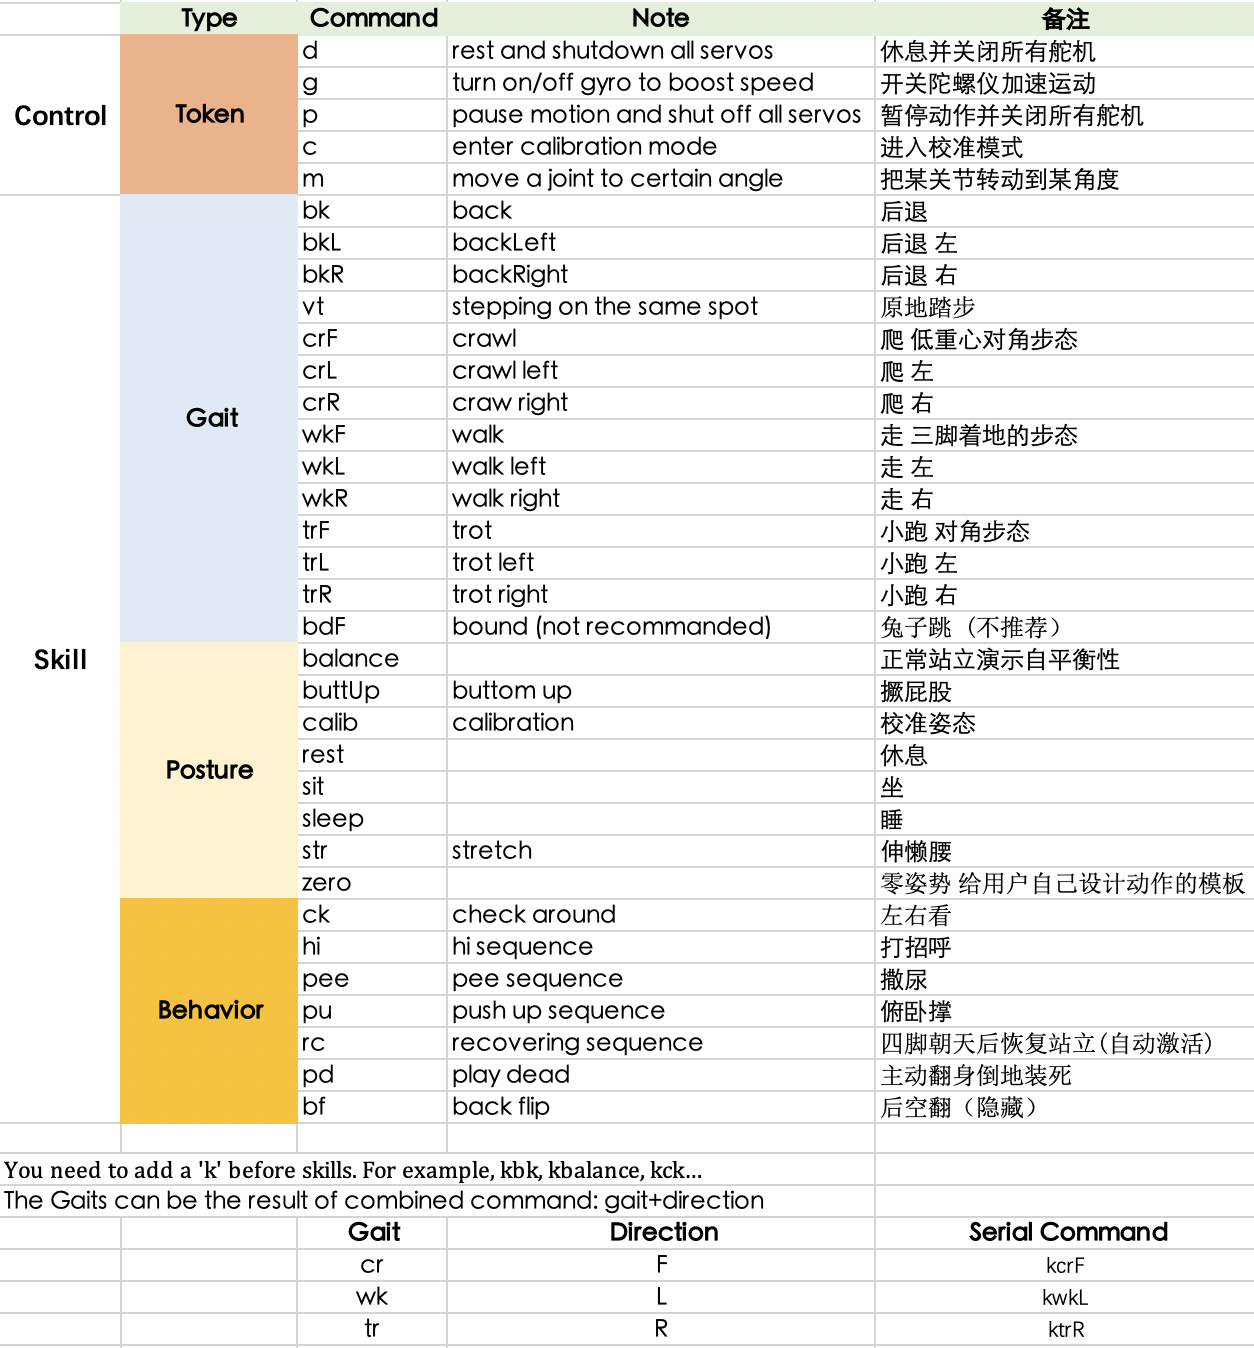 Type Command Note 备注
Control Token d rest and shutdown all servos 休息并关闭所有舵机
g turn on/off gyro to boost speed 开关陀螺仪加速运动
p pause motion and shut off all servos 暂停动作并关闭所有舵机
c enter calibration mode 进入校准模式
m move a joint to certain angle 把某关节转动到某角度
Skill Gait bk back 后退
bkL backLeft 后退 左
bkR backRight 后退 右
vt stepping on the same spot 原地踏步
crF crawl 爬 低重心对角步态
crL crawl left 爬 左
crR craw right 爬 右
wkF walk 走 三脚着地的步态
wkL walk left 走 左
wkR walk right 走 右
trF trot 小跑 对角步态
trL trot left 小跑 左
trR trot right 小跑 右
bdF bound (not recommanded) 兔子跳（不推荐）
Posture balance 正常站立演示自平衡性
buttUp buttom up 撅屁股
calib calibration 校准姿态
rest 休息
sit 坐
sleep 睡
str stretch 伸懒腰
zero 零姿势 给用户自己设计动作的模板
Behavior ck check around 左右看
hi hi sequence 打招呼
pee pee sequence 撒尿
pu push up sequence 俯卧撑
rc recovering sequence 四脚朝天后恢复站立(自动激活)
pd play dead 主动翻身倒地装死
bf back flip 后空翻（隐藏）
You need to add a 'k' before skills. For example, kbk, kbalance, kck...
The Gaits can be the result of combined command: gait+direction
Gait Direction Serial Command
cr F kcrF
wk L kwkL
tr R ktrR